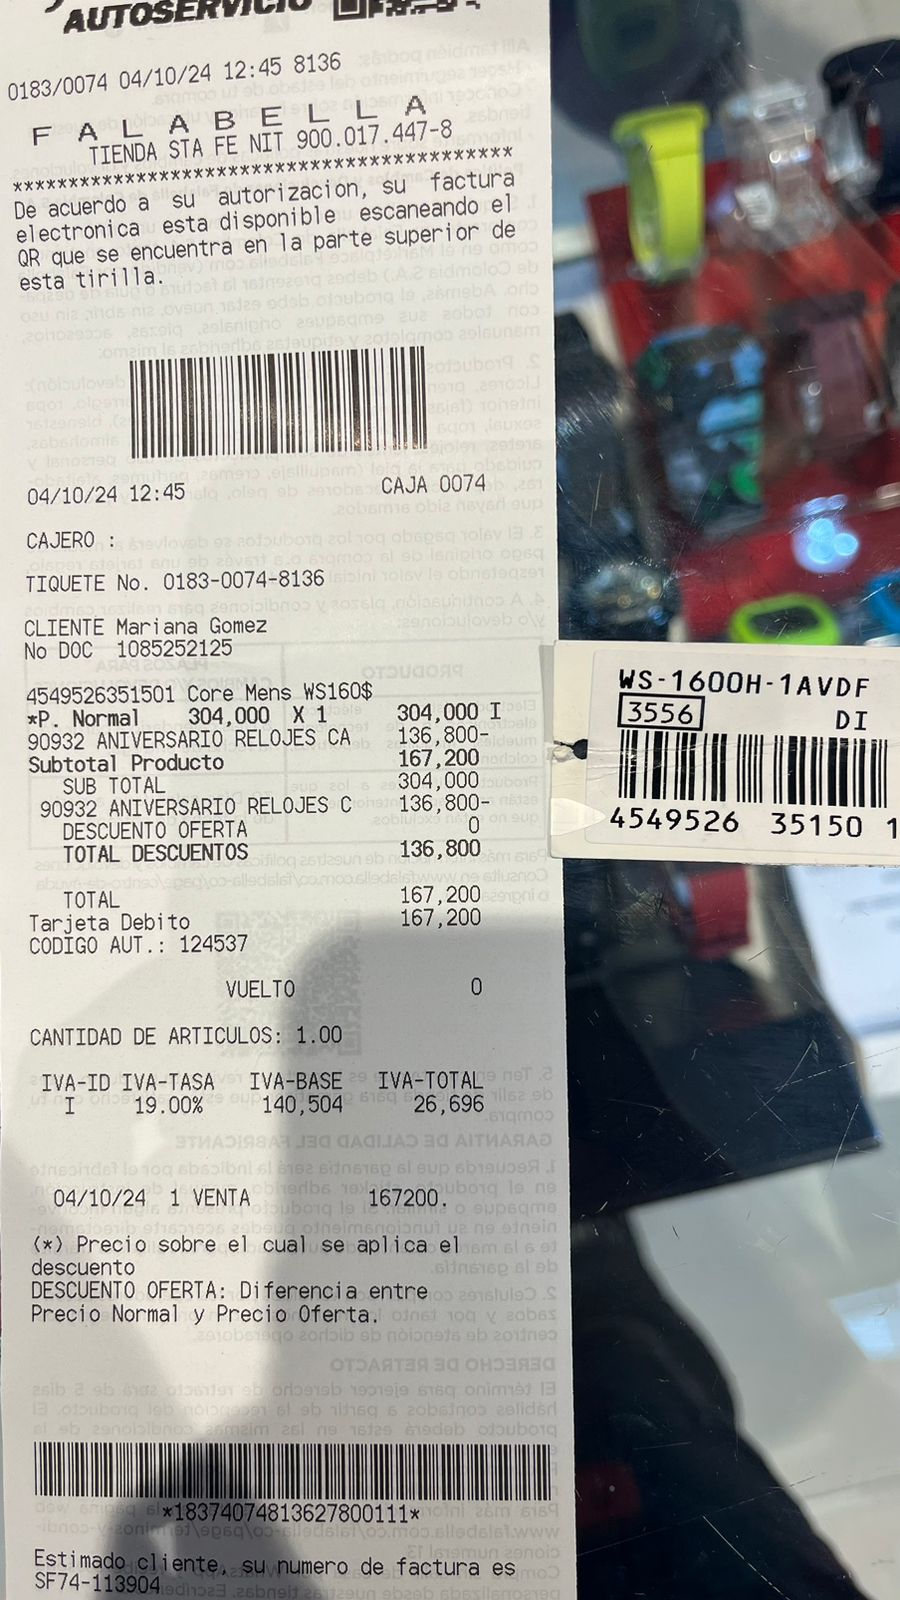 AUTOSERVICIO
0183/0074 04/10/24 12:45 8136
F A L A B E L L A
TIENDA STA FE NIT 900.017.447-8
******************************************
De acuerdo a su autorizacion, su factura
electronica esta disponible escaneando el
QR que se encuentra en la parte superior de
esta tirilla.
04/10/24 12:45 CAJA 0074
CAJERO :
TIQUETE No. 0183-0074-8136
CLIENTE Mariana Gomez
No DOC 1085252125
4549526351501 Core Mens WS160$
*P. Normal 304,000 X 1 304,000 I
90932 ANIVERSARIO RELOJES CA 136,800-
Subtotal Producto 167,200
SUB TOTAL 304,000
90932 ANIVERSARIO RELOJES C 136,800-
DESCUENTO OFERTA 0
TOTAL DESCUENTOS 136,800
TOTAL 167,200
Tarjeta Debito 167,200
CODIGO AUT.: 124537
VUELTO 0
CANTIDAD DE ARTICULOS: 1.00
IVA-ID IVA-TASA IVA-BASE IVA-TOTAL
I 19.00% 140,504 26,696
04/10/24 1 VENTA 167200.
(*) Precio sobre el cual se aplica el
descuento
DESCUENTO OFERTA: Diferencia entre
Precio Normal y Precio Oferta.
*18374074813627800111*
Estimado cliente, su numero de factura es
SF74-113904
WS-1600H-1AVDF
3556 DI
4549526 35150 1